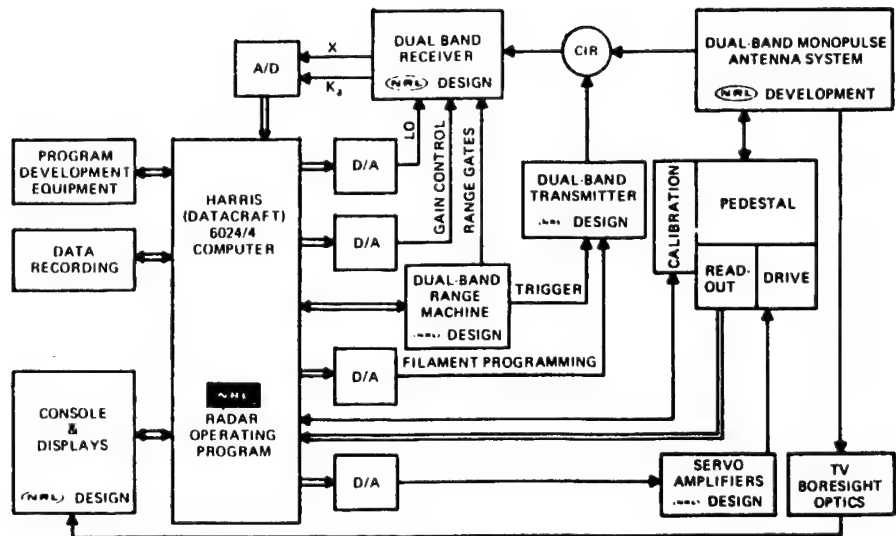 A/D
X
Ka
DUAL BAND
RECEIVER
NRL DESIGN
CIR
DUAL-BAND MONOPULSE
ANTENNA SYSTEM
NRL DEVELOPMENT
PROGRAM
DEVELOPMENT
EQUIPMENT
DATA
RECORDING
CONSOLE
&
DISPLAYS
NRL DESIGN
HARRIS
(DATACRAFT)
6024/4
COMPUTER
NRL
RADAR
OPERATING
PROGRAM
D/A
LO
D/A
GAIN CONTROL
RANGE GATES
DUAL-BAND
RANGE
MACHINE
NRL DESIGN
TRIGGER
DUAL-BAND
TRANSMITTER
NRL DESIGN
D/A
FILAMENT PROGRAMMING
CALIBRATION
PEDESTAL
READ-
OUT
DRIVE
D/A
SERVO
AMPLIFIERS
NRL DESIGN
TV
BORESIGHT
OPTICS